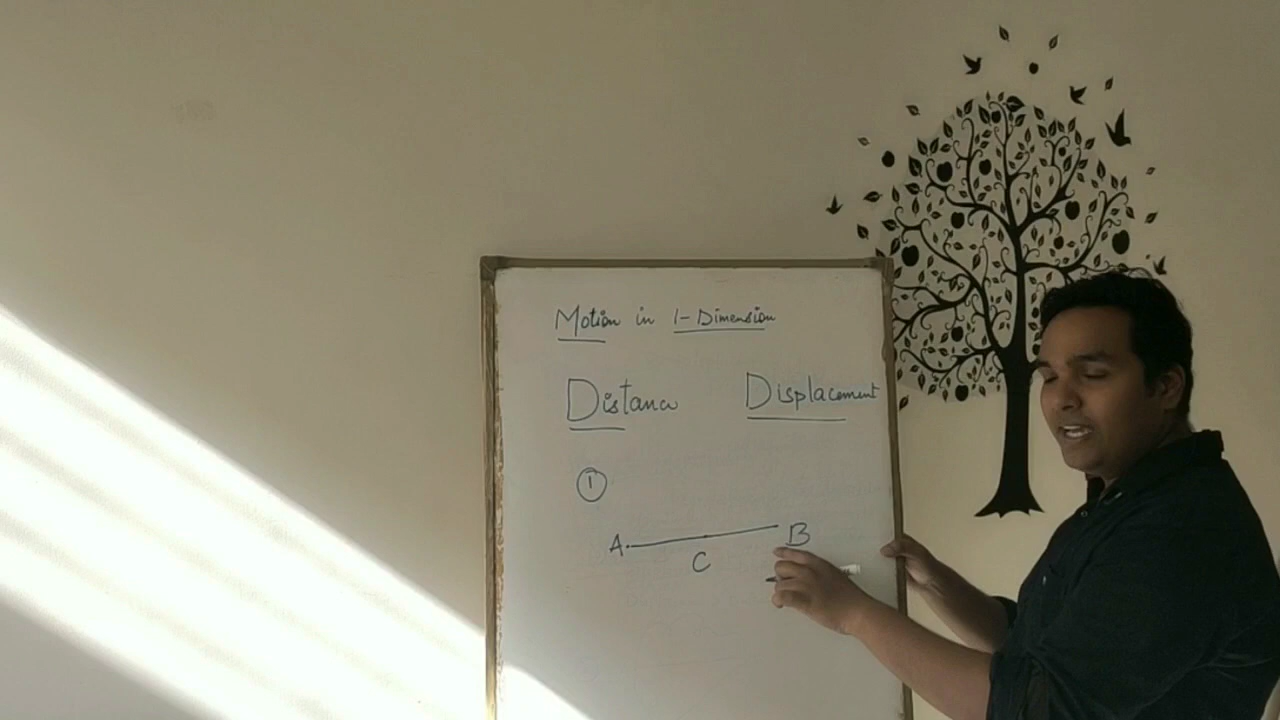 Motion in 1-Dimension
Distance Displacement
1
A B
C